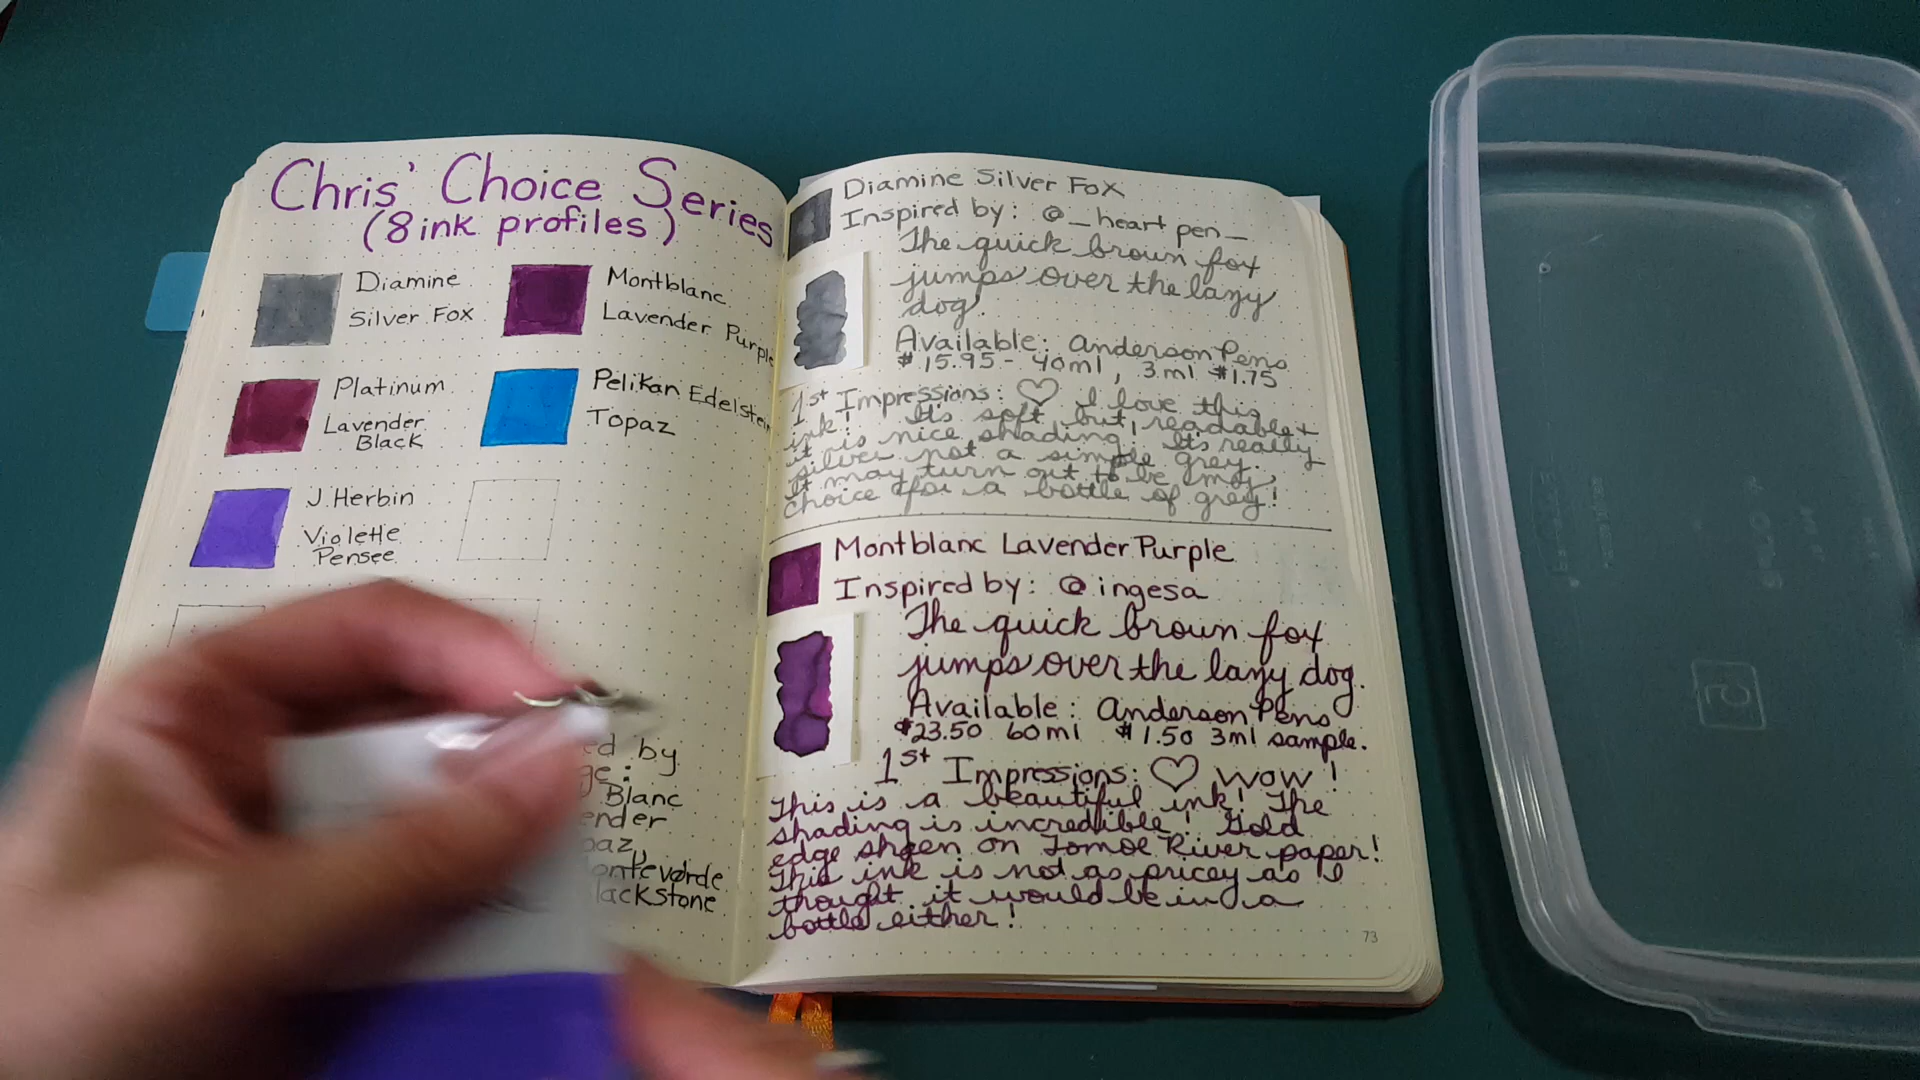 Chris' Choice Series
(8 ink profiles)
Diamine
Silver Fox
Montblanc
Lavender Purple
Platinum
Lavender
Black
Pelikan Edelstein
Topaz
J. Herbin
Violette
Pensee
by
Blanc
Monteverde
Diamine Silver Fox
Inspired by: @_heart pen_
The quick brown fox
jumps over the lazy
dog.
Available: Anderson Pens
$15.95 - 40ml, 3ml $1.75
1st Impressions: ♡ I love this
ink! It's soft but readable +
it is nice shading! It's really
silver not a simple grey.
It may turn out to be my
choice for a bottle of grey!
Montblanc Lavender Purple
Inspired by: @ingesa
The quick brown fox
jumps over the lazy dog.
Available: Anderson Pens
$23.50 60ml $1.50 3ml sample.
1st Impressions: ♡ Wow!
This is a beautiful ink! The
shading is incredible! Gold
edge sheen on Tomoe River paper!
This ink is not as pricey as I
thought it would be in a
bottle either!
73
5